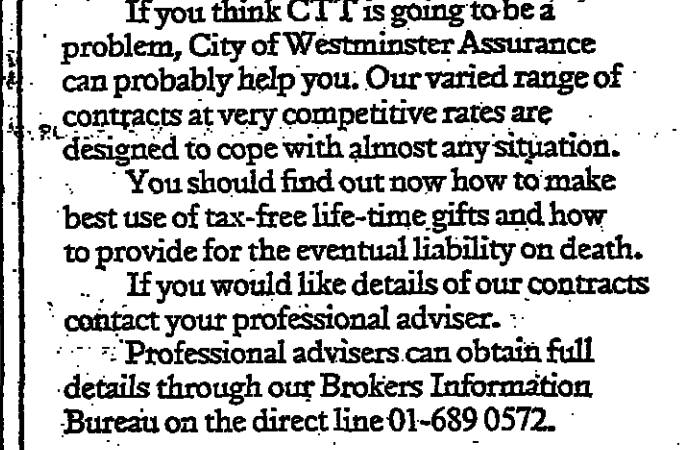 If you think CTT is going to be a
problem, City of Westminster Assurance
can probably help you. Our varied range of
contracts at very competitive rates are
designed to cope with almost any situation.
You should find out now how to make
best use of tax-free life-time gifts and how
to provide for the eventual liability on death.
If you would like details of our contracts
contact your professional adviser.
Professional advisers can obtain full
details through our Brokers Information
Bureau on the direct line 01-689 0572.